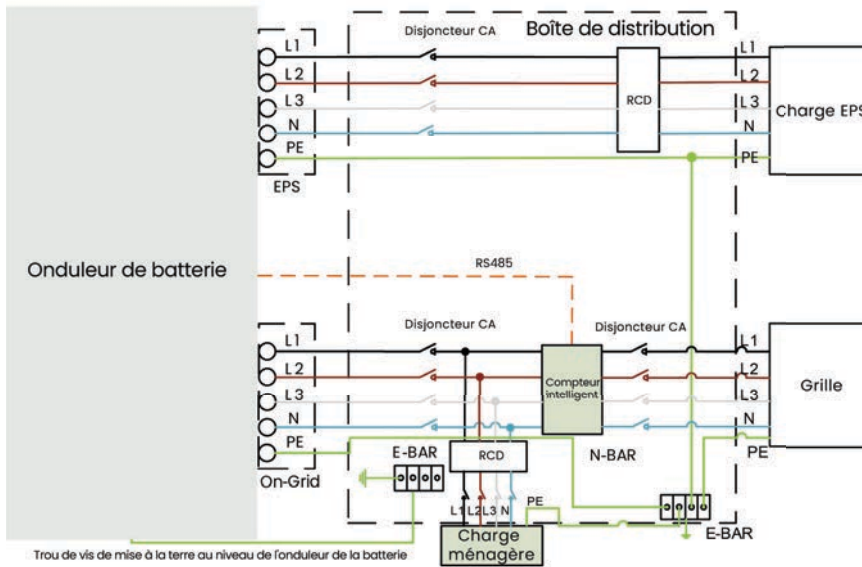 Disjoncteur CA
Boîte de distribution
L1
L2
L3
N
PE
EPS
RCD
L1
L2
L3
N
PE
Charge EPS
Onduleur de batterie
RS485
Disjoncteur CA
Disjoncteur CA
L1
L2
L3
N
PE
On-Grid
Compteur
intelligent
L1
L2
L3
N
PE
Grille
E-BAR
RCD
N-BAR
L1
L2
L3
N
PE
E-BAR
Charge
ménagère
Trou de vis de mise à la terre au niveau de l'onduleur de la batterie